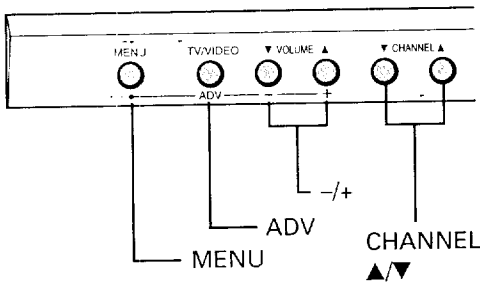 MENU TV/VIDEO ▼ VOLUME ▲ ▼ CHANNEL ▲
ADV − +
−/+
ADV
MENU
CHANNEL
▲/▼